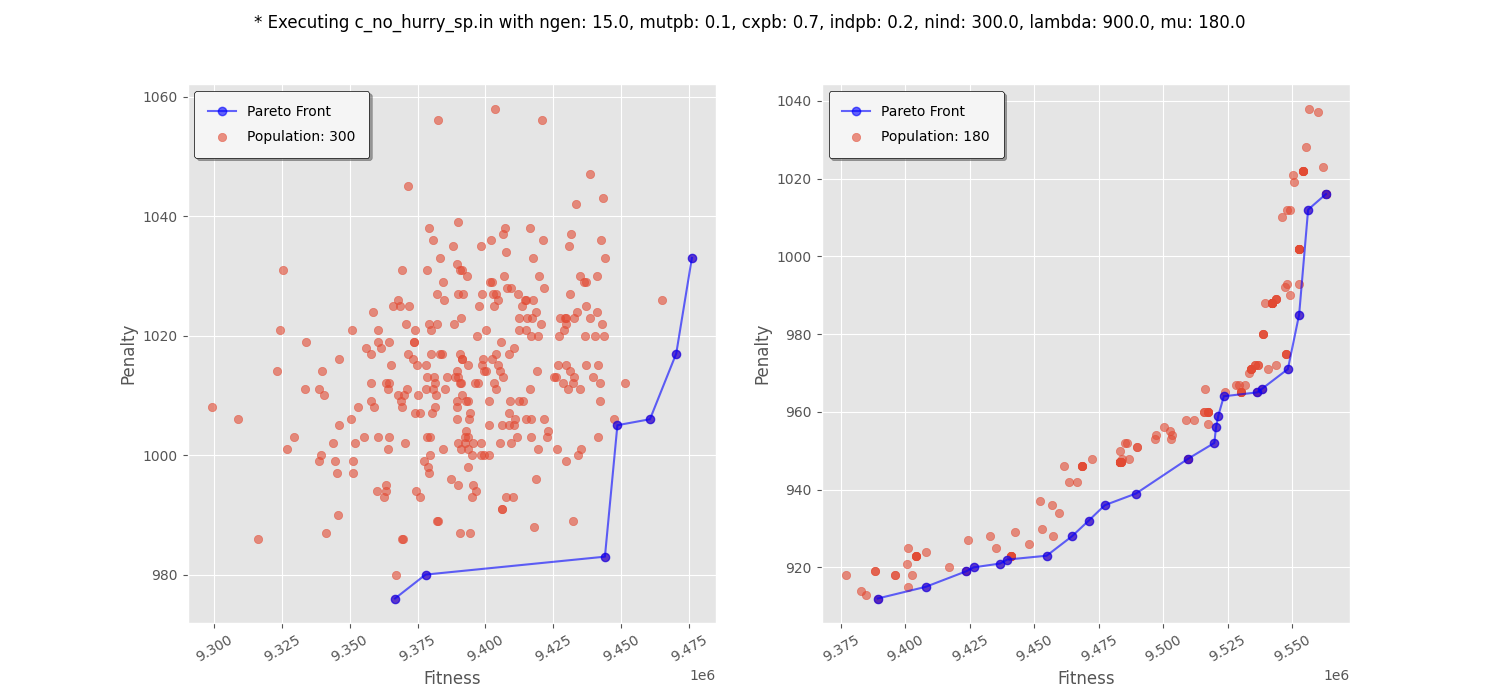 * Executing c_no_hurry_sp.in with ngen: 15.0, mutpb: 0.1, cxpb: 0.7, indpb: 0.2, nind: 300.0, lambda: 900.0, mu: 180.0
Pareto Front
Population: 300
1060
1040
1020
1000
980
Penalty
9.300
9.325
9.350
9.375
9.400
9.425
9.450
9.475
1e6
Fitness
Pareto Front
Population: 180
1040
1020
1000
980
960
940
920
Penalty
9.375
9.400
9.425
9.450
9.475
9.500
9.525
9.550
1e6
Fitness